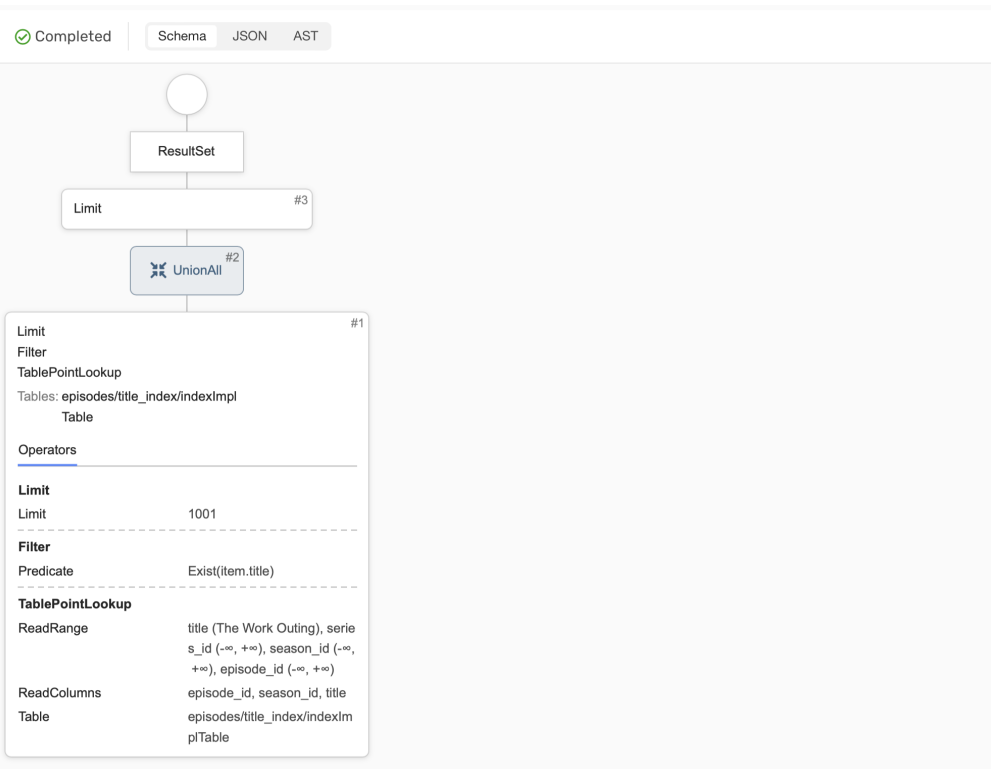 Completed
Schema JSON AST
ResultSet
#3
Limit
#2
UnionAll
#1
Limit
Filter
TablePointLookup
Tables: episodes/title_index/indexImpl
Table
Operators
Limit
Limit 1001
Filter
Predicate Exist(item.title)
TablePointLookup
ReadRange title (The Work Outing), serie
s_id (-∞, +∞), season_id (-∞,
+∞), episode_id (-∞, +∞)
ReadColumns episode_id, season_id, title
Table episodes/title_index/indexIm
plTable